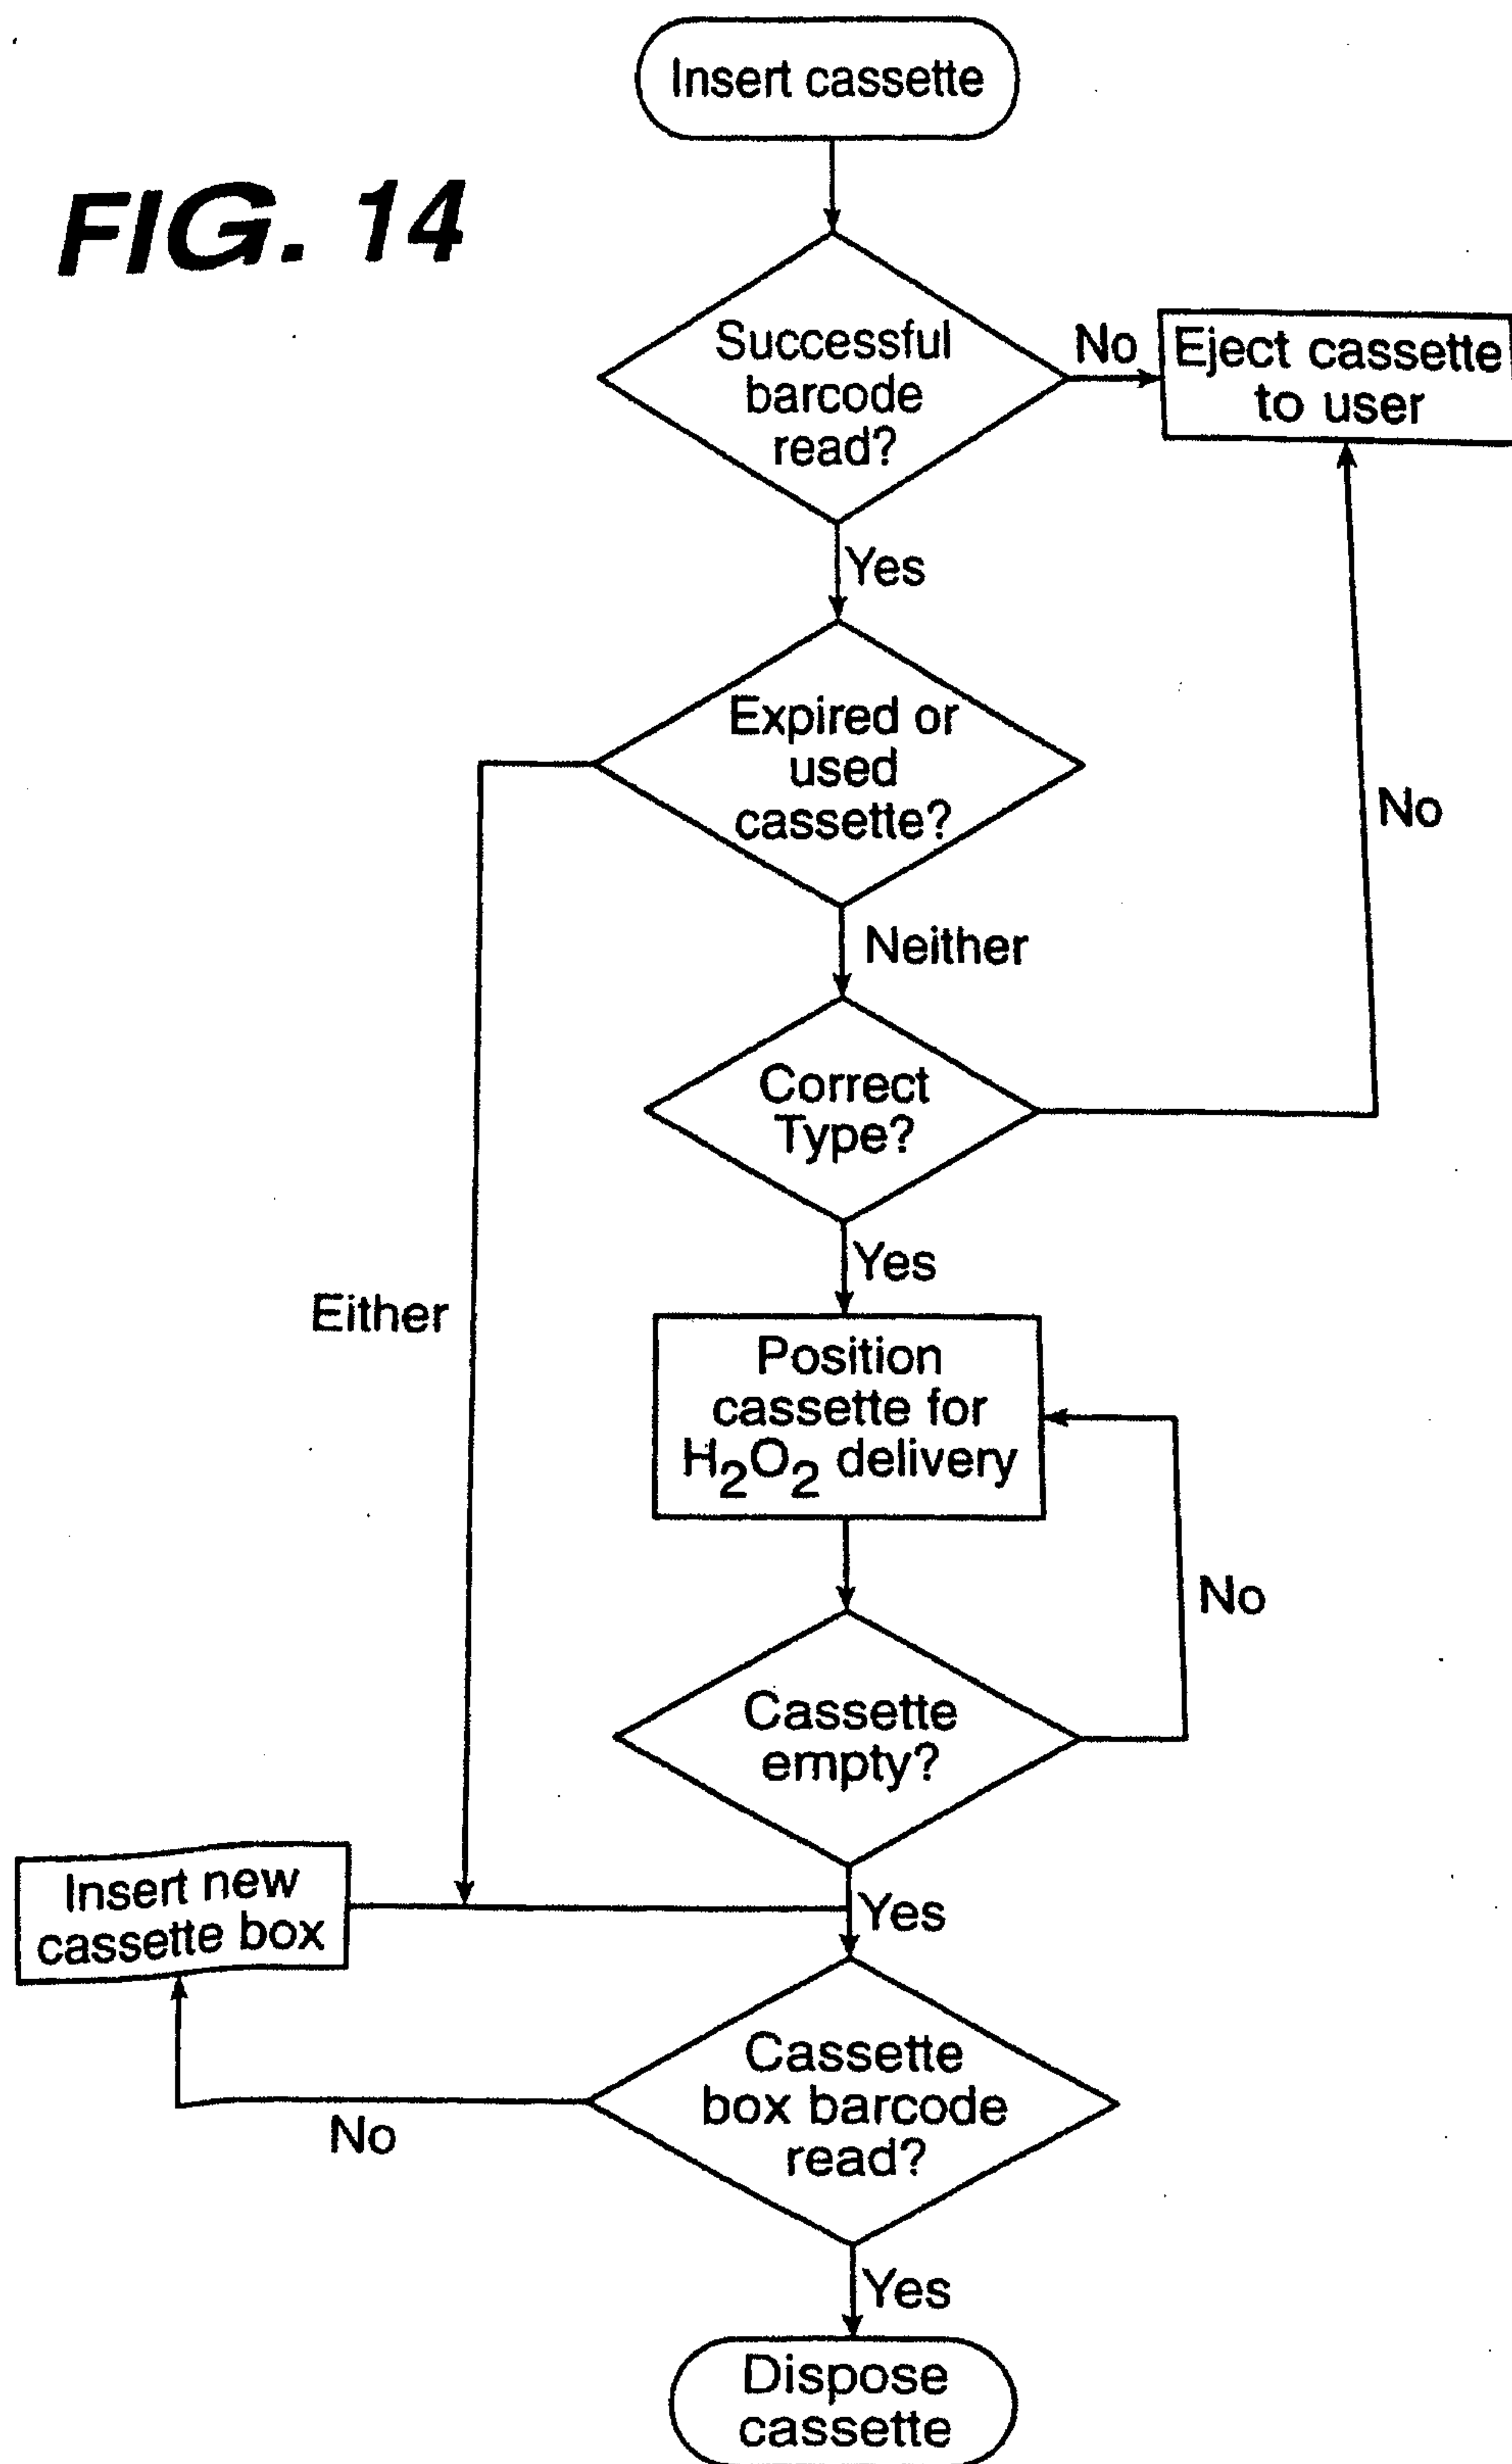 Insert cassette
FIG. 14
Successful
barcode
read?
No
Eject cassette
to user
Yes
Expired or
used
cassette?
No
Neither
Correct
Type?
Yes
Either
Position
cassette for
H2O2 delivery
No
Cassette
empty?
Insert new
cassette box
Yes
Cassette
box barcode
read?
No
Yes
Dispose
cassette